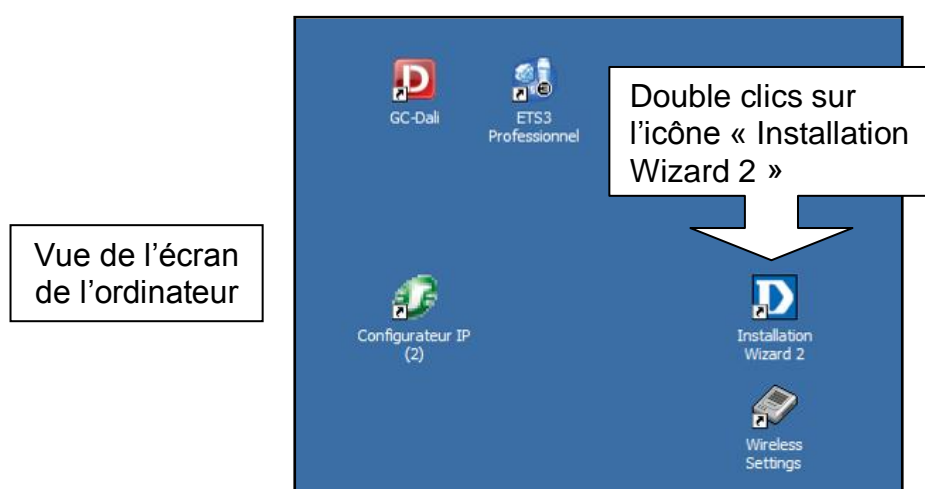 GC-Dali
ETS3
Professionnel
Double clics sur
l'icône « Installation
Wizard 2 »
Vue de l'écran
de l'ordinateur
Configurateur IP
(2)
Installation
Wizard 2
Wireless
Settings